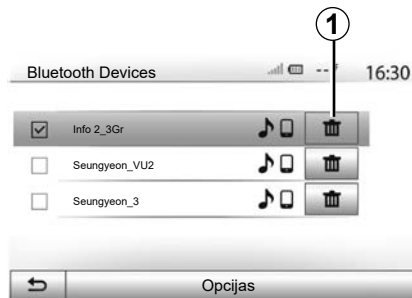 1
Bluetooth Devices
--° 16:30
Info 2_3Gr
Seungyeon_VU2
Seungyeon_3
Opcijas